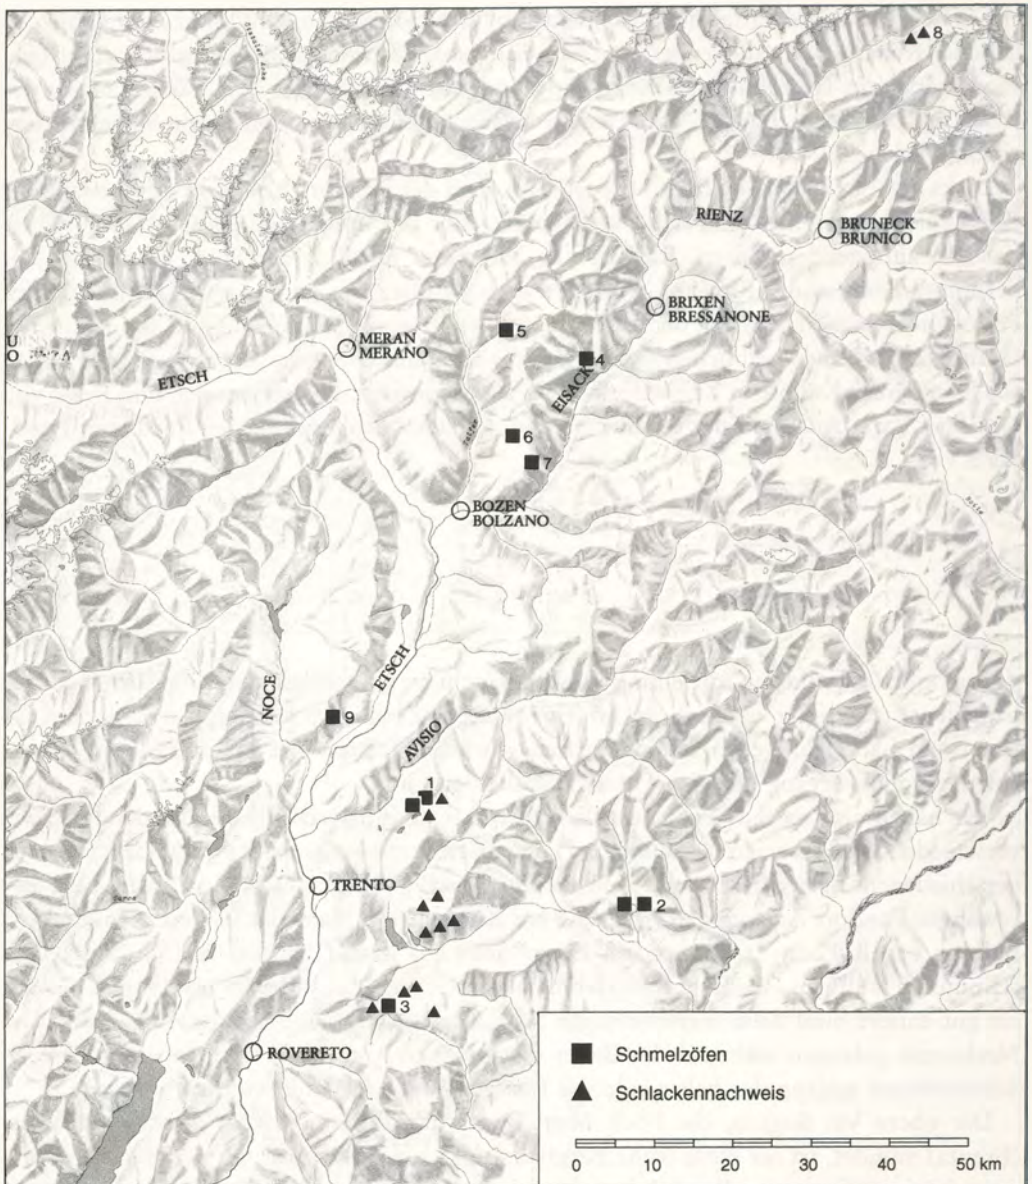 8
RIENZ
BRUNECK
BRUNICO
BRIXEN
BRESSANONE
5
MERAN
MERANO
U
O
4
ETSCH
EISACK
Talfer
6
7
BOZEN
BOLZANO
NOCE
ETSCH
9
AVISIO
1
TRENTO
2
3
ROVERETO
Schmelzöfen
Schlackennachweis
0 10 20 30 40 50 km